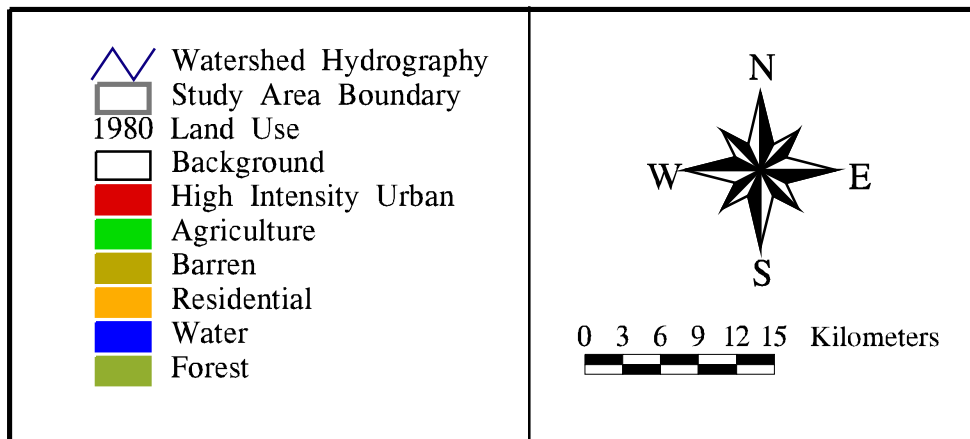 Watershed Hydrography
Study Area Boundary
1980 Land Use
Background
High Intensity Urban
Agriculture
Barren
Residential
Water
Forest
N
W E
S
0 3 6 9 12 15 Kilometers